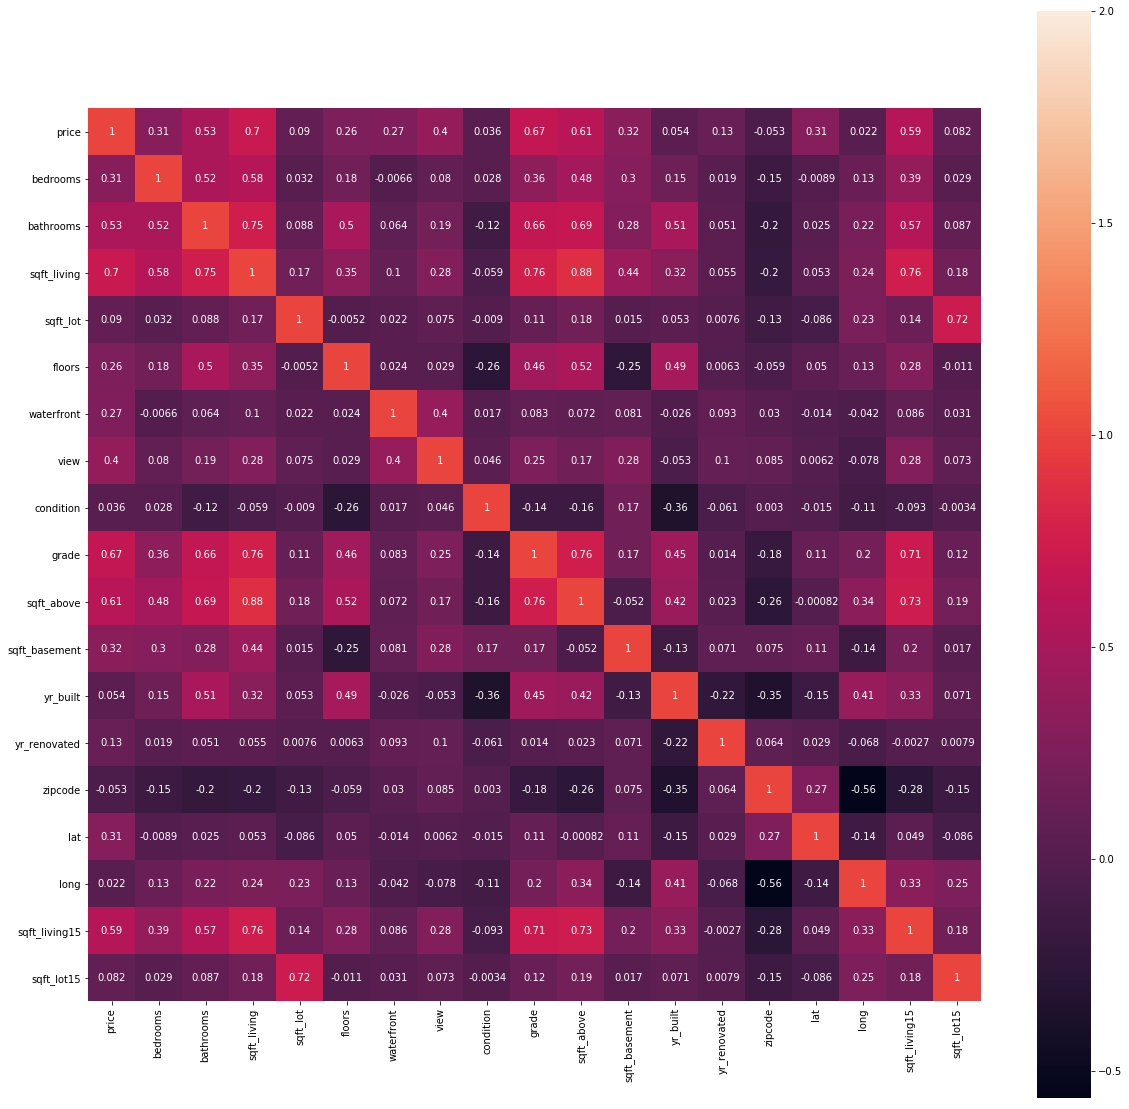 price 1 0.31 0.53 0.7 0.09 0.26 0.27 0.4 0.036 0.67 0.61 0.32 0.054 0.13 -0.053 0.31 0.022 0.59 0.082
bedrooms 0.31 1 0.52 0.58 0.032 0.18 -0.0066 0.08 0.028 0.36 0.48 0.3 0.15 0.019 -0.15 -0.0089 0.13 0.39 0.029
bathrooms 0.53 0.52 1 0.75 0.088 0.5 0.064 0.19 -0.12 0.66 0.69 0.28 0.51 0.051 -0.2 0.025 0.22 0.57 0.087
sqft_living 0.7 0.58 0.75 1 0.17 0.35 0.1 0.28 -0.059 0.76 0.88 0.44 0.32 0.055 -0.2 0.053 0.24 0.76 0.18
sqft_lot 0.09 0.032 0.088 0.17 1 -0.0052 0.022 0.075 -0.009 0.11 0.18 0.015 0.053 0.0076 -0.13 -0.086 0.23 0.14 0.72
floors 0.26 0.18 0.5 0.35 -0.0052 1 0.024 0.029 -0.26 0.46 0.52 -0.25 0.49 0.0063 -0.059 0.05 0.13 0.28 -0.011
waterfront 0.27 -0.0066 0.064 0.1 0.022 0.024 1 0.4 0.017 0.083 0.072 0.081 -0.026 0.093 0.03 -0.014 -0.042 0.086 0.031
view 0.4 0.08 0.19 0.28 0.075 0.029 0.4 1 0.046 0.25 0.17 0.28 -0.053 0.1 0.085 0.0062 -0.078 0.28 0.073
condition 0.036 0.028 -0.12 -0.059 -0.009 -0.26 0.017 0.046 1 -0.14 -0.16 0.17 -0.36 -0.061 0.003 -0.015 -0.11 -0.093 -0.0034
grade 0.67 0.36 0.66 0.76 0.11 0.46 0.083 0.25 -0.14 1 0.76 0.17 0.45 0.014 -0.18 0.11 0.2 0.71 0.12
sqft_above 0.61 0.48 0.69 0.88 0.18 0.52 0.072 0.17 -0.16 0.76 1 -0.052 0.42 0.023 -0.26 -0.00082 0.34 0.73 0.19
sqft_basement 0.32 0.3 0.28 0.44 0.015 -0.25 0.081 0.28 0.17 0.17 -0.052 1 -0.13 0.071 0.075 0.11 -0.14 0.2 0.017
yr_built 0.054 0.15 0.51 0.32 0.053 0.49 -0.026 -0.053 -0.36 0.45 0.42 -0.13 1 -0.22 -0.35 -0.15 0.41 0.33 0.071
yr_renovated 0.13 0.019 0.051 0.055 0.0076 0.0063 0.093 0.1 -0.061 0.014 0.023 0.071 -0.22 1 0.064 0.029 -0.068 -0.0027 0.0079
zipcode -0.053 -0.15 -0.2 -0.2 -0.13 -0.059 0.03 0.085 0.003 -0.18 -0.26 0.075 -0.35 0.064 1 0.27 -0.56 -0.28 -0.15
lat 0.31 -0.0089 0.025 0.053 -0.086 0.05 -0.014 0.0062 -0.015 0.11 -0.00082 0.11 -0.15 0.029 0.27 1 -0.14 0.049 -0.086
long 0.022 0.13 0.22 0.24 0.23 0.13 -0.042 -0.078 -0.11 0.2 0.34 -0.14 0.41 -0.068 -0.56 -0.14 1 0.33 0.25
sqft_living15 0.59 0.39 0.57 0.76 0.14 0.28 0.086 0.28 -0.093 0.71 0.73 0.2 0.33 -0.0027 -0.28 0.049 0.33 1 0.18
sqft_lot15 0.082 0.029 0.087 0.18 0.72 -0.011 0.031 0.073 -0.0034 0.12 0.19 0.017 0.071 0.0079 -0.15 -0.086 0.25 0.18 1
price bedrooms bathrooms sqft_living sqft_lot floors waterfront view condition grade sqft_above sqft_basement yr_built yr_renovated zipcode lat long sqft_living15 sqft_lot15
2.0
1.5
1.0
0.5
0.0
−0.5